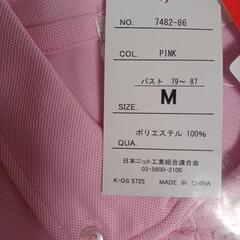 NO. 7482-86
COL. PINK
バスト 79〜 87
SIZE. M
ポリエステル 100%
QUA.
日本ニット工業組合連合会
03-5600-2100
K-OS 5725 MADE IN CHINA